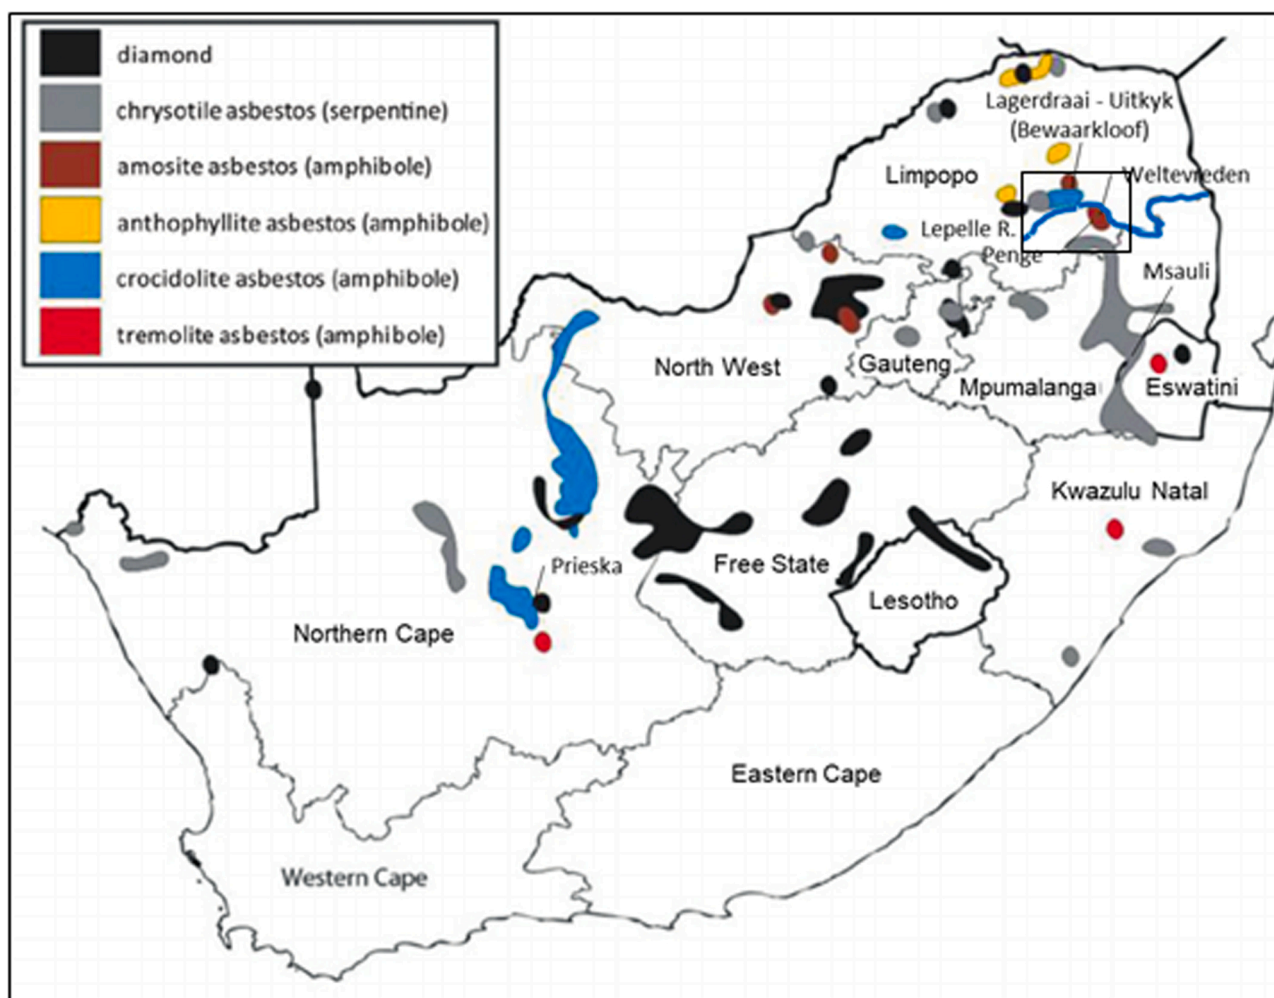 diamond
chrysotile asbestos (serpentine)
amosite asbestos (amphibole)
anthophyllite asbestos (amphibole)
crocidolite asbestos (amphibole)
tremolite asbestos (amphibole)
Lagerdraai - Uitkyk
(Bewaarkloof)
Limpopo
Weltevreden
Lepelle R.
Penge
Msauli
North West
Gauteng
Mpumalanga
Eswatini
Kwazulu Natal
Prieska
Free State
Lesotho
Northern Cape
Eastern Cape
Western Cape